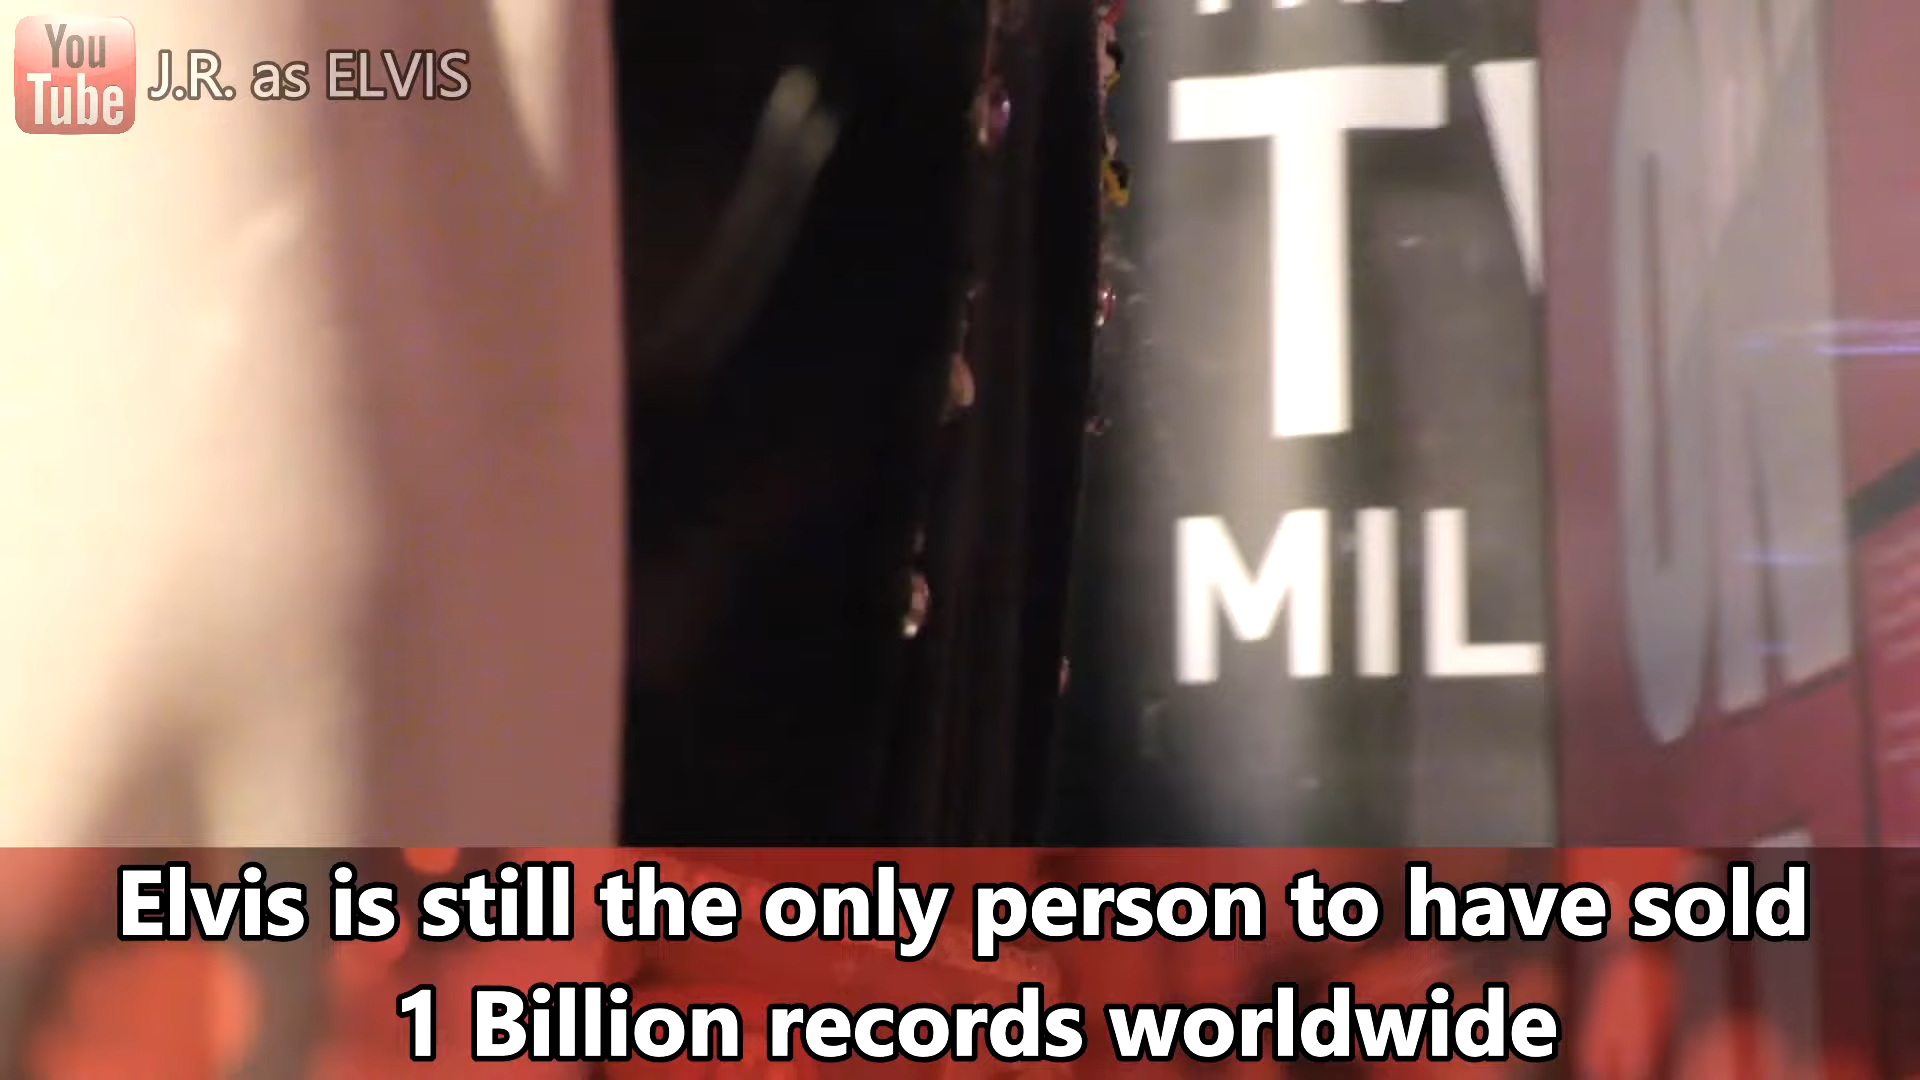 You
Tube
J.R. as ELVIS
T
MIL
Elvis is still the only person to have sold
1 Billion records worldwide